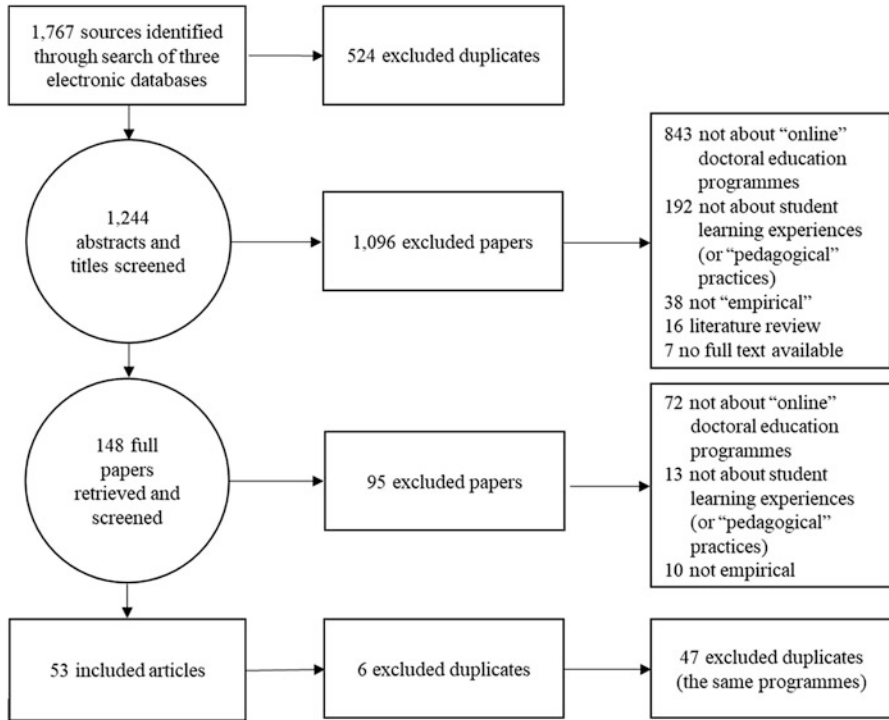 1,767 sources identified
through search of three
electronic databases
524 excluded duplicates
1,244
abstracts and
titles screened
1,096 excluded papers
843 not about “online”
doctoral education
programmes
192 not about student
learning experiences
(or “pedagogical”
practices)
38 not “empirical”
16 literature review
7 no full text available
148 full
papers
retrieved and
screened
95 excluded papers
72 not about “online”
doctoral education
programmes
13 not about student
learning experiences
(or “pedagogical”
practices)
10 not empirical
53 included articles
6 excluded duplicates
47 excluded duplicates
(the same programmes)